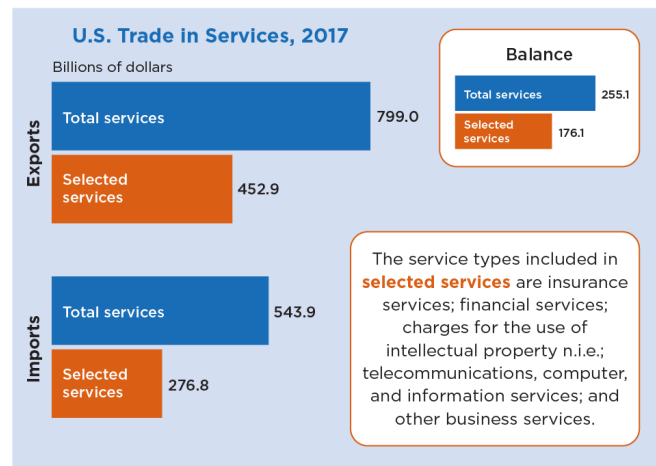 U.S. Trade in Services, 2017
Billions of dollars
Exports
Total services
799.0
Selected
services
452.9
Imports
Total services
543.9
Selected
services
276.8
Balance
Total services
255.1
Selected
services
176.1
The service types included in
selected services are insurance
services; financial services;
charges for the use of
intellectual property n.i.e.;
telecommunications, computer,
and information services; and
other business services.